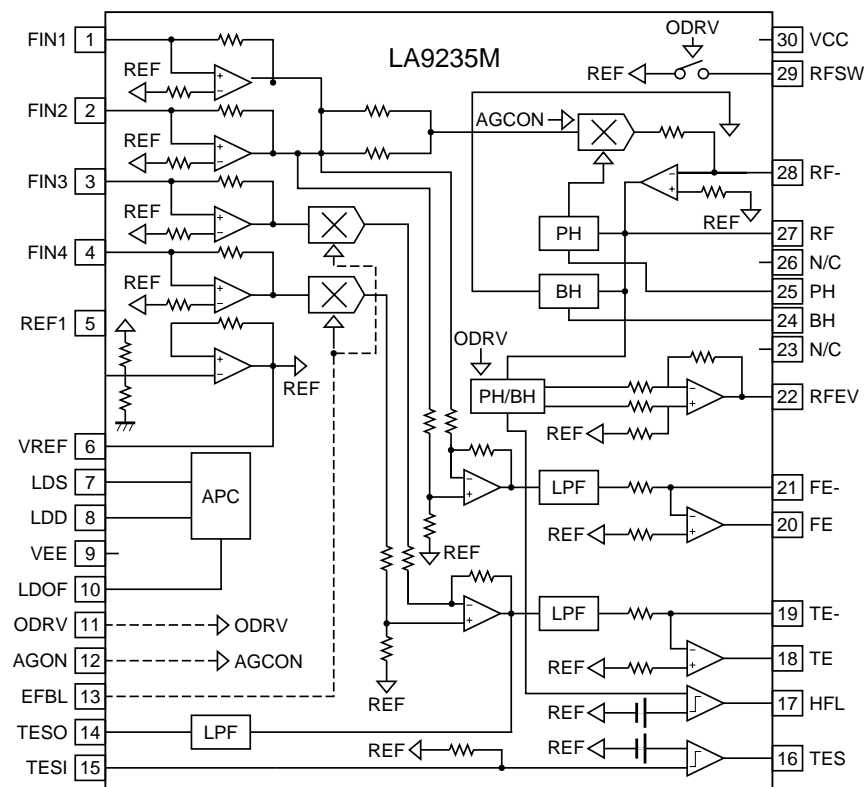 LA9235M
FIN1 1
FIN2 2
FIN3 3
FIN4 4
REF1 5
VREF 6
LDS 7
LDD 8
VEE 9
LDOF 10
ODRV 11
AGON 12
EFBL 13
TESO 14
TESI 15
REF
+
−
REF
+
−
REF
+
−
REF
+
−
+
−
REF
APC
ODRV
AGCON
LPF
REF
REF
AGCON
PH
BH
ODRV
PH/BH
−
+
REF
ODRV
REF
−
+
REF
−
+
LPF
REF
−
+
−
+
LPF
REF
−
+
REF
REF
REF
30 VCC
29 RFSW
28 RF-
27 RF
26 N/C
25 PH
24 BH
23 N/C
22 RFEV
21 FE-
20 FE
19 TE-
18 TE
17 HFL
16 TES